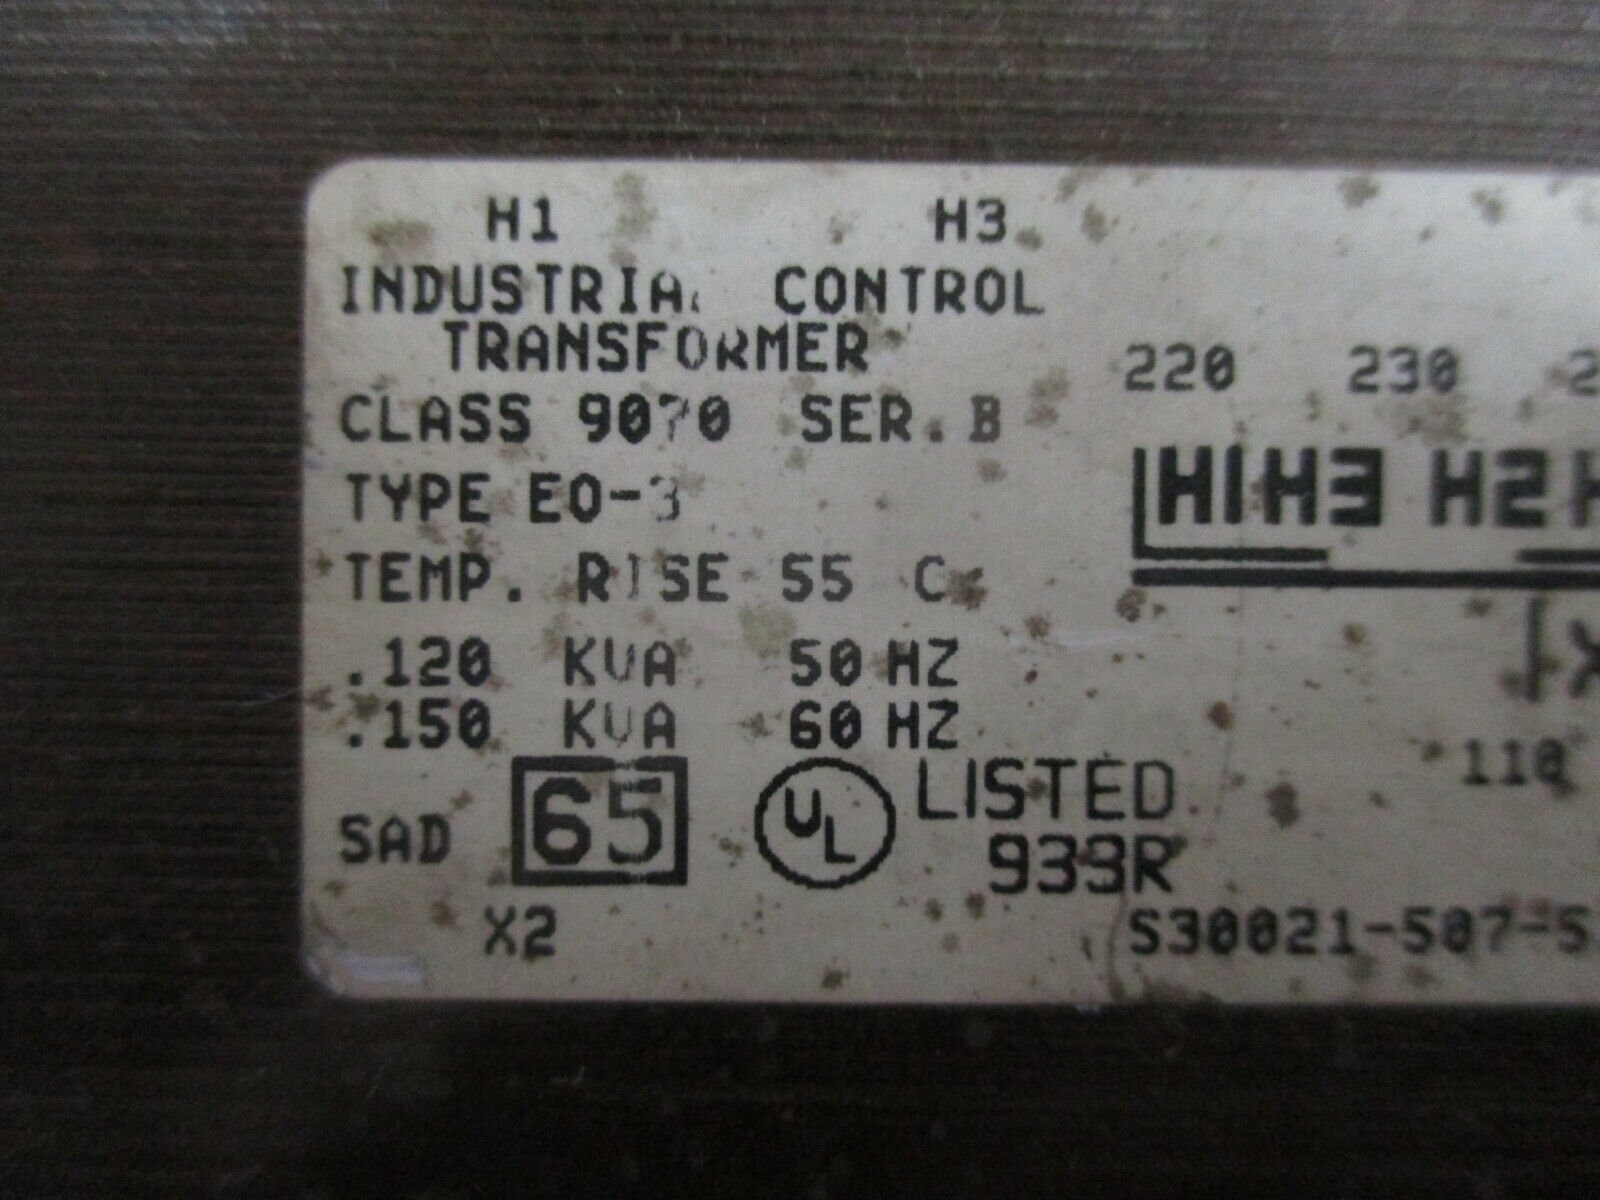 H1 H3
INDUSTRIAL CONTROL
TRANSFORMER
CLASS 9070 SER. B
TYPE EO-3
TEMP. RISE 55 C
.120 KVA 50 HZ
.150 KVA 60 HZ
SAD 65 UL LISTED
933R
X2
220 230
H1H3 H2
110
S30021-507-5